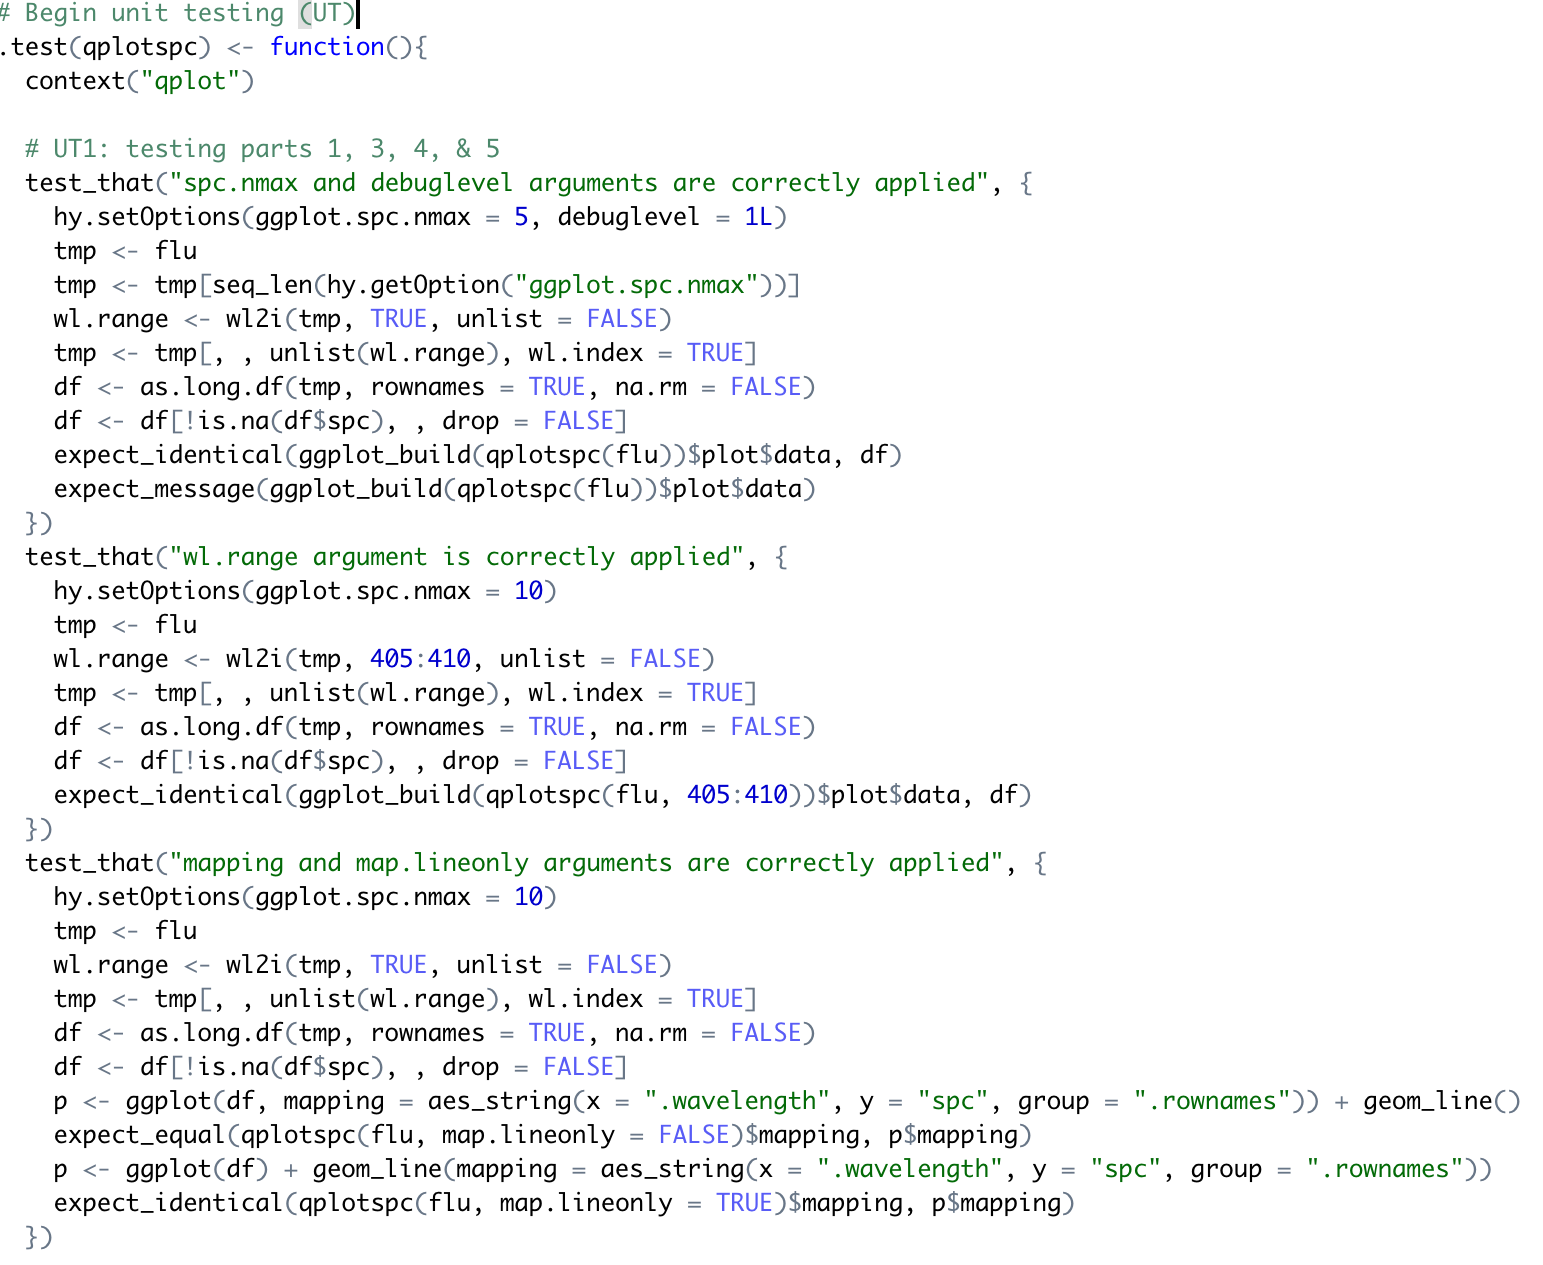 # Begin unit testing (UT)
.test(qplotspc) <- function(){
  context("qplot")

  # UT1: testing parts 1, 3, 4, & 5
  test_that("spc.nmax and debuglevel arguments are correctly applied", {
    hy.setOptions(ggplot.spc.nmax = 5, debuglevel = 1L)
    tmp <- flu
    tmp <- tmp[seq_len(hy.getOption("ggplot.spc.nmax"))]
    wl.range <- wl2i(tmp, TRUE, unlist = FALSE)
    tmp <- tmp[, , unlist(wl.range), wl.index = TRUE]
    df <- as.long.df(tmp, rownames = TRUE, na.rm = FALSE)
    df <- df[!is.na(df$spc), , drop = FALSE]
    expect_identical(ggplot_build(qplotspc(flu))$plot$data, df)
    expect_message(ggplot_build(qplotspc(flu))$plot$data)
  })
  test_that("wl.range argument is correctly applied", {
    hy.setOptions(ggplot.spc.nmax = 10)
    tmp <- flu
    wl.range <- wl2i(tmp, 405:410, unlist = FALSE)
    tmp <- tmp[, , unlist(wl.range), wl.index = TRUE]
    df <- as.long.df(tmp, rownames = TRUE, na.rm = FALSE)
    df <- df[!is.na(df$spc), , drop = FALSE]
    expect_identical(ggplot_build(qplotspc(flu, 405:410))$plot$data, df)
  })
  test_that("mapping and map.lineonly arguments are correctly applied", {
    hy.setOptions(ggplot.spc.nmax = 10)
    tmp <- flu
    wl.range <- wl2i(tmp, TRUE, unlist = FALSE)
    tmp <- tmp[, , unlist(wl.range), wl.index = TRUE]
    df <- as.long.df(tmp, rownames = TRUE, na.rm = FALSE)
    df <- df[!is.na(df$spc), , drop = FALSE]
    p <- ggplot(df, mapping = aes_string(x = ".wavelength", y = "spc", group = ".rownames")) + geom_line()
    expect_equal(qplotspc(flu, map.lineonly = FALSE)$mapping, p$mapping)
    p <- ggplot(df) + geom_line(mapping = aes_string(x = ".wavelength", y = "spc", group = ".rownames"))
    expect_identical(qplotspc(flu, map.lineonly = TRUE)$mapping, p$mapping)
  })